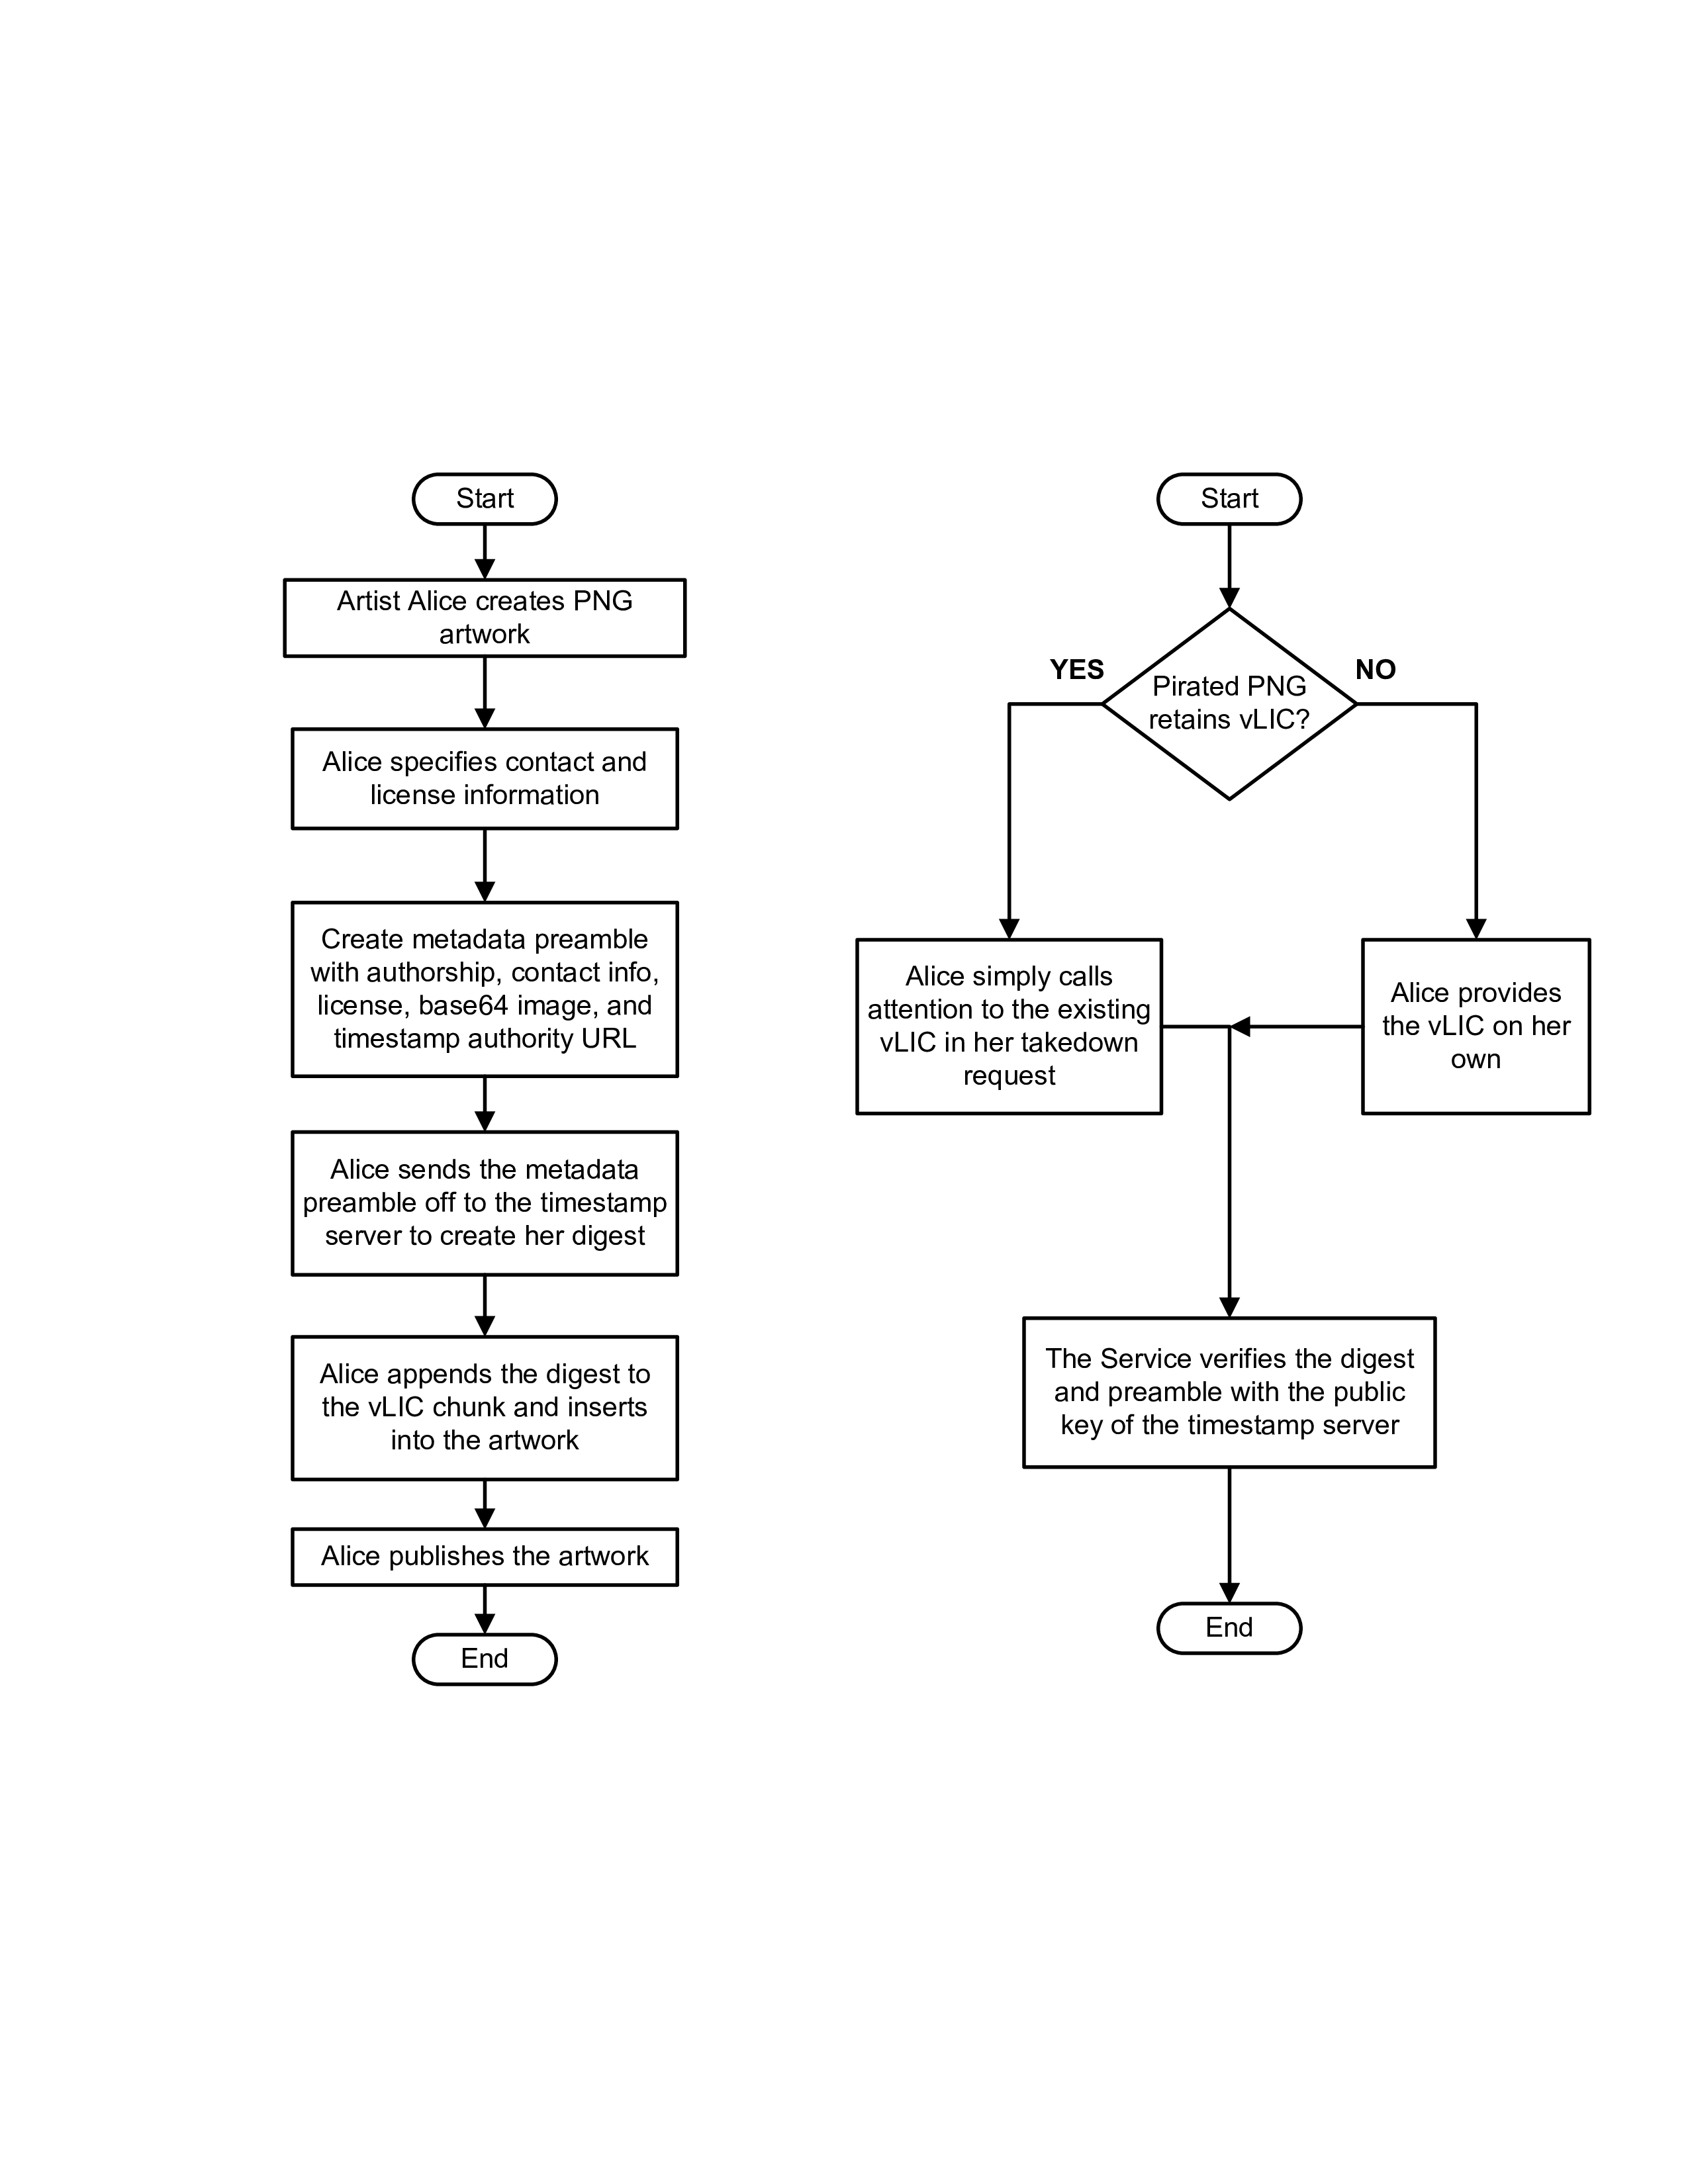 Start
Artist Alice creates PNG
artwork
Alice specifies contact and
license information
Create metadata preamble
with authorship, contact info,
license, base64 image, and
timestamp authority URL
Alice sends the metadata
preamble off to the timestamp
server to create her digest
Alice appends the digest to
the vLIC chunk and inserts
into the artwork
Alice publishes the artwork
End
Start
Pirated PNG
retains vLIC?
YES
NO
Alice simply calls
attention to the existing
vLIC in her takedown
request
Alice provides
the vLIC on her
own
The Service verifies the digest
and preamble with the public
key of the timestamp server
End